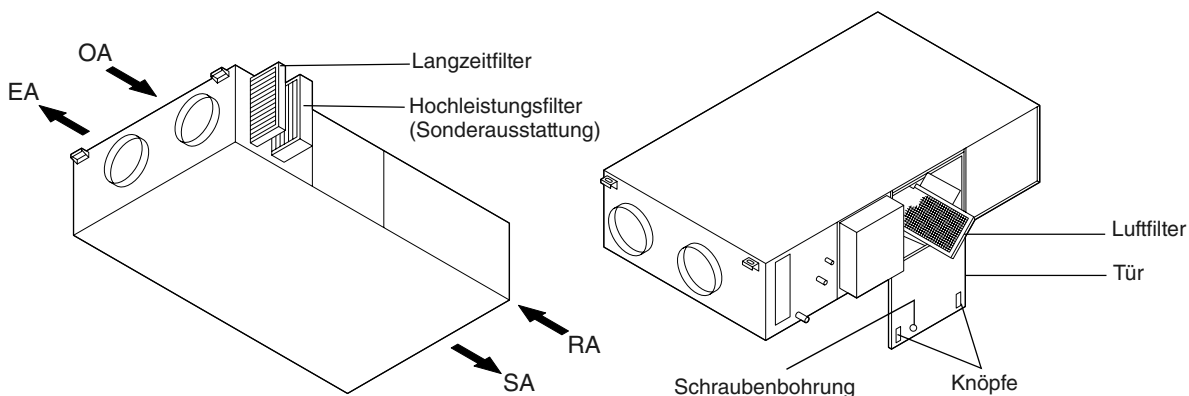 OA
EA
Langzeitfilter
Hochleistungsfilter
(Sonderausstattung)
RA
SA
Luftfilter
Tür
Schraubenbohrung
Knöpfe